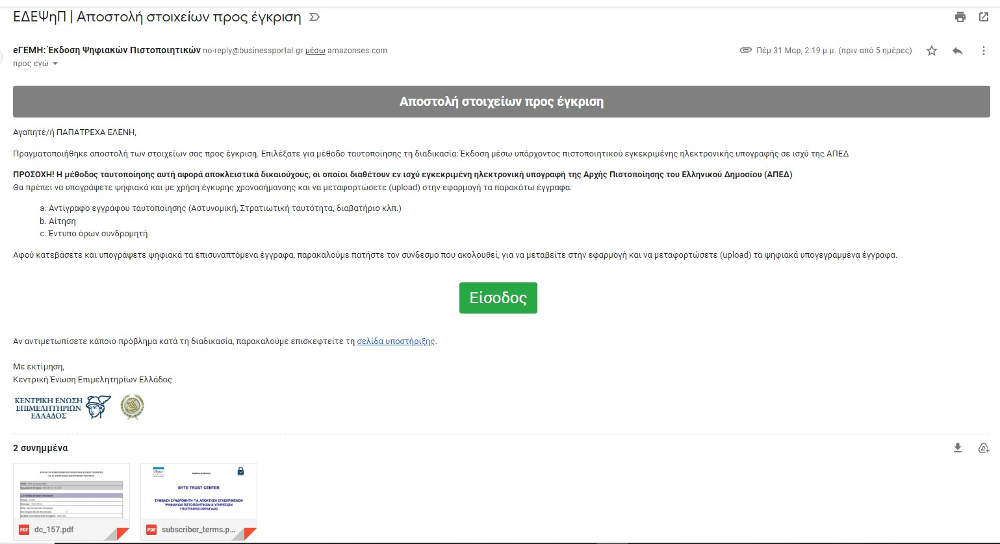 ΕΔΕΨηΠ | Αποστολή στοιχείων προς έγκριση
eΓΕΜΗ: Έκδοση Ψηφιακών Πιστοποιητικών no-reply@businessportal.gr μέσω amazonses.com
Πέμ 31 Μαρ, 2:19 μ.μ. (πριν από 5 ημέρες)
προς εγώ
Αποστολή στοιχείων προς έγκριση
Αγαπητέ/ή ΠΑΠΑΤΡΕΧΑ ΕΛΕΝΗ,
Πραγματοποιήθηκε αποστολή των στοιχείων σας προς έγκριση. Επιλέξατε για μέθοδο ταυτοποίησης τη διαδικασία: Έκδοση μέσω υπάρχοντος πιστοποιητικού εγκεκριμένης ηλεκτρονικής υπογραφής σε ισχύ της ΑΠΕΔ
ΠΡΟΣΟΧΗ! Η μέθοδος ταυτοποίησης αυτή αφορά αποκλειστικά δικαιούχους, οι οποίοι διαθέτουν εν ισχύ εγκεκριμένη ηλεκτρονική υπογραφή της Αρχής Πιστοποίησης του Ελληνικού Δημοσίου (ΑΠΕΔ)
Θα πρέπει να υπογράψετε ψηφιακά και με χρήση έγκυρης χρονοσήμανσης και να μεταφορτώσετε (upload) στην εφαρμογή τα παρακάτω έγγραφα:
a. Αντίγραφο εγγράφου ταυτοποίησης (Αστυνομική, Στρατιωτική ταυτότητα, διαβατήριο κλπ.)
b. Αίτηση
c. Έντυπο όρων συνδρομητή
Αφού κατεβάσετε και υπογράψετε ψηφιακά τα επισυναπτόμενα έγγραφα, παρακαλούμε πατήστε τον σύνδεσμο που ακολουθεί, για να μεταβείτε στην εφαρμογή και να μεταφορτώσετε (upload) τα ψηφιακά υπογεγραμμένα έγγραφα.
Είσοδος
Αν αντιμετωπίσετε κάποιο πρόβλημα κατά τη διαδικασία, παρακαλούμε επισκεφτείτε τη σελίδα υποστήριξης.
Με εκτίμηση,
Κεντρική Ένωση Επιμελητηρίων Ελλάδος
ΚΕΝΤΡΙΚΗ ΕΝΩΣΗ
ΕΠΙΜΕΛΗΤΗΡΙΩΝ
ΕΛΛΑΔΟΣ
2 συνημμένα
Byte
BYTE TRUST CENTER
ΣΥΜΒΑΣΗ ΣΥΝΔΡΟΜΗΤΗ ΓΙΑ ΑΠΟΚΤΗΣΗ ΕΓΚΕΚΡΙΜΕΝΩΝ
ΨΗΦΙΑΚΩΝ ΠΙΣΤΟΠΟΙΗΤΙΚΩΝ & ΥΠΗΡΕΣΙΩΝ
ΥΠΟΓΡΑΦΗΣ/ΣΦΡΑΓΙΔΑΣ
PDF dc_157.pdf
PDF subscriber_terms.p...